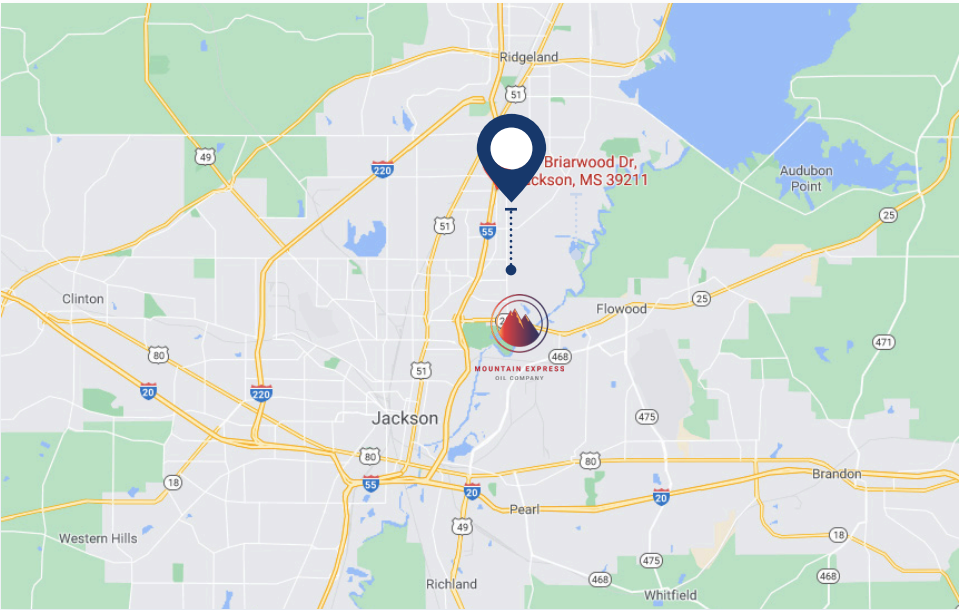 Ridgeland
51
49
220
Briarwood Dr,
ckson, MS 39211
Audubon
Point
25
51
55
Clinton
25
Flowood
2
468
471
80
51
MOUNTAIN EXPRESS
OIL COMPANY
20
220
Jackson
475
80
80
Brandon
18
55
20
20
Pearl
49
18
Western Hills
475
468
468
Richland
Whitfield